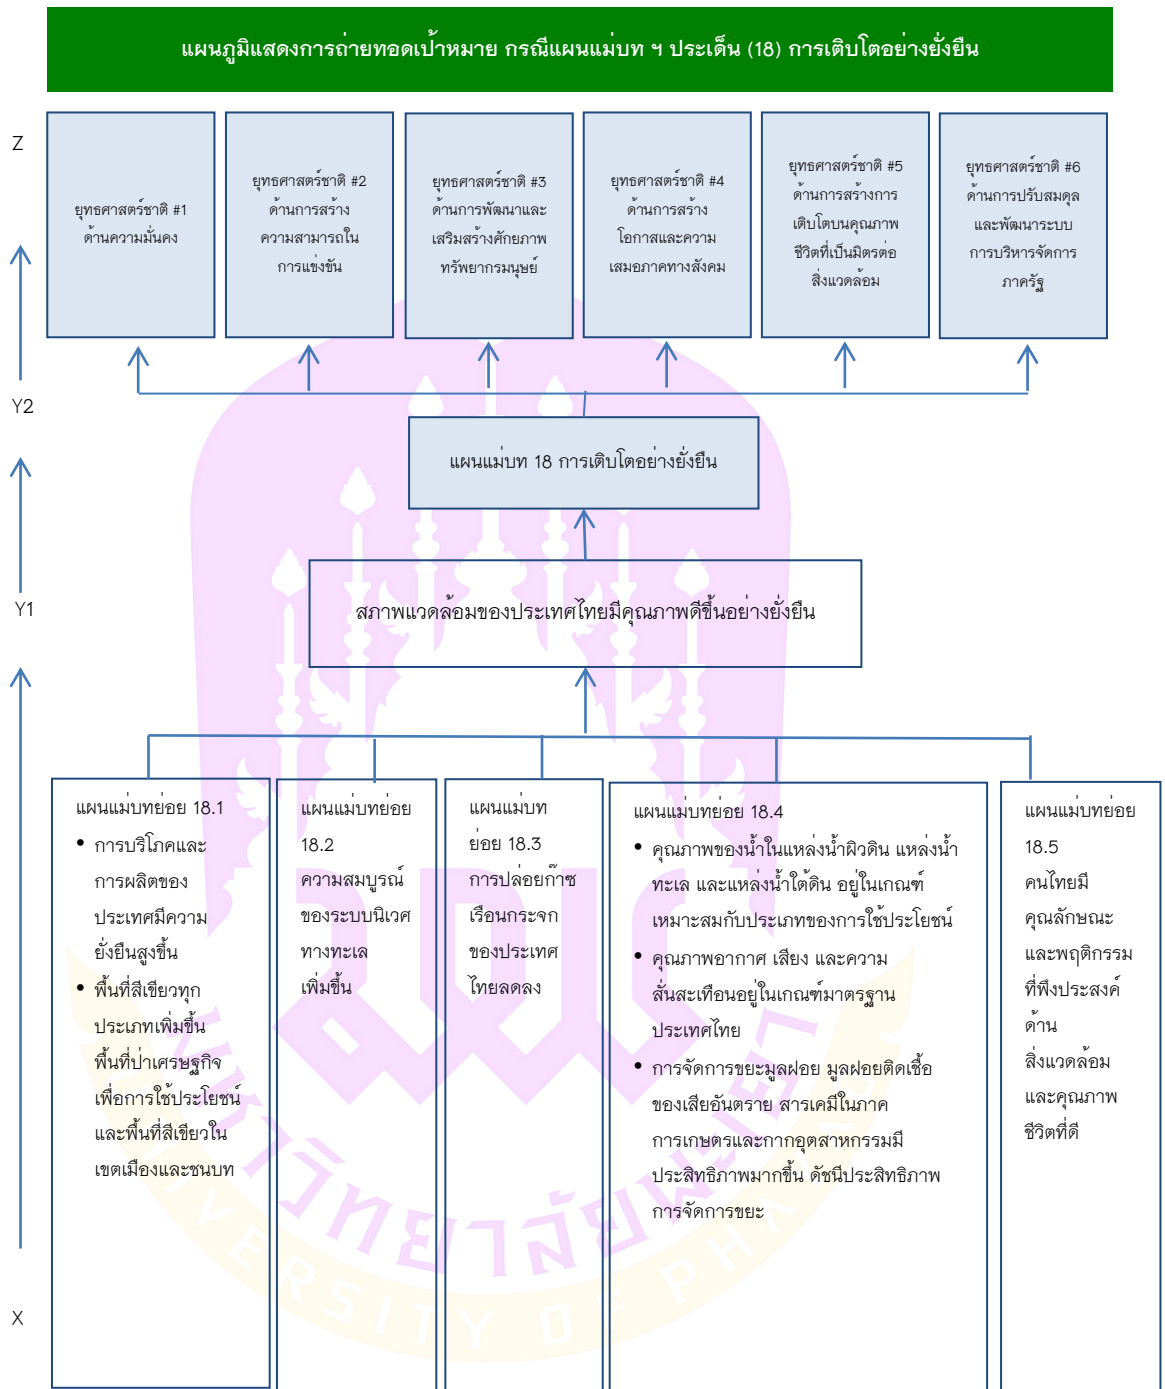 แผนภูมิแสดงการถ่ายทอดเป้าหมาย กรณีแผนแม่บท ฯ ประเด็น (18) การเติบโตอย่างยั่งยืน
Z
ยุทธศาสตร์ชาติ #1
ด้านความมั่นคง
ยุทธศาสตร์ชาติ #2
ด้านการสร้าง
ความสามารถใน
การแข่งขัน
ยุทธศาสตร์ชาติ #3
ด้านการพัฒนาและ
เสริมสร้างศักยภาพ
ทรัพยากรมนุษย์
ยุทธศาสตร์ชาติ #4
ด้านการสร้าง
โอกาสและความ
เสมอภาคทางสังคม
ยุทธศาสตร์ชาติ #5
ด้านการสร้างการ
เติบโตบนคุณภาพ
ชีวิตที่เป็นมิตรต่อ
สิ่งแวดล้อม
ยุทธศาสตร์ชาติ #6
ด้านการปรับสมดุล
และพัฒนาระบบ
การบริหารจัดการ
ภาครัฐ
Y2
แผนแม่บท 18 การเติบโตอย่างยั่งยืน
Y1
สภาพแวดล้อมของประเทศไทยมีคุณภาพดีขึ้นอย่างยั่งยืน
แผนแม่บทย่อย 18.1
• การบริโภคและ
การผลิตของ
ประเทศมีความ
ยั่งยืนสูงขึ้น
• พื้นที่สีเขียวทุก
ประเภทเพิ่มขึ้น
พื้นที่ป่าเศรษฐกิจ
เพื่อการใช้ประโยชน์
และพื้นที่สีเขียวใน
เขตเมืองและชนบท
แผนแม่บทย่อย
18.2
ความสมบูรณ์
ของระบบนิเวศ
ทางทะเล
เพิ่มขึ้น
แผนแม่บท
ย่อย 18.3
การปล่อยก๊าซ
เรือนกระจก
ของประเทศ
ไทยลดลง
แผนแม่บทย่อย 18.4
• คุณภาพของน้ำในแหล่งน้ำผิวดิน แหล่งน้ำ
ทะเล และแหล่งน้ำใต้ดิน อยู่ในเกณฑ์
เหมาะสมกับประเภทของการใช้ประโยชน์
• คุณภาพอากาศ เสียง และความ
สั่นสะเทือนอยู่ในเกณฑ์มาตรฐาน
ประเทศไทย
• การจัดการขยะมูลฝอย มูลฝอยติดเชื้อ
ของเสียอันตราย สารเคมีในภาค
การเกษตรและกากอุตสาหกรรมมี
ประสิทธิภาพมากขึ้น ดัชนีประสิทธิภาพ
การจัดการขยะ
แผนแม่บทย่อย
18.5
คนไทยมี
คุณลักษณะ
และพฤติกรรม
ที่พึงประสงค์
ด้าน
สิ่งแวดล้อม
และคุณภาพ
ชีวิตที่ดี
X
มหาวิทยาลัยพะเยา
UNIVERSITY OF PHAYAO